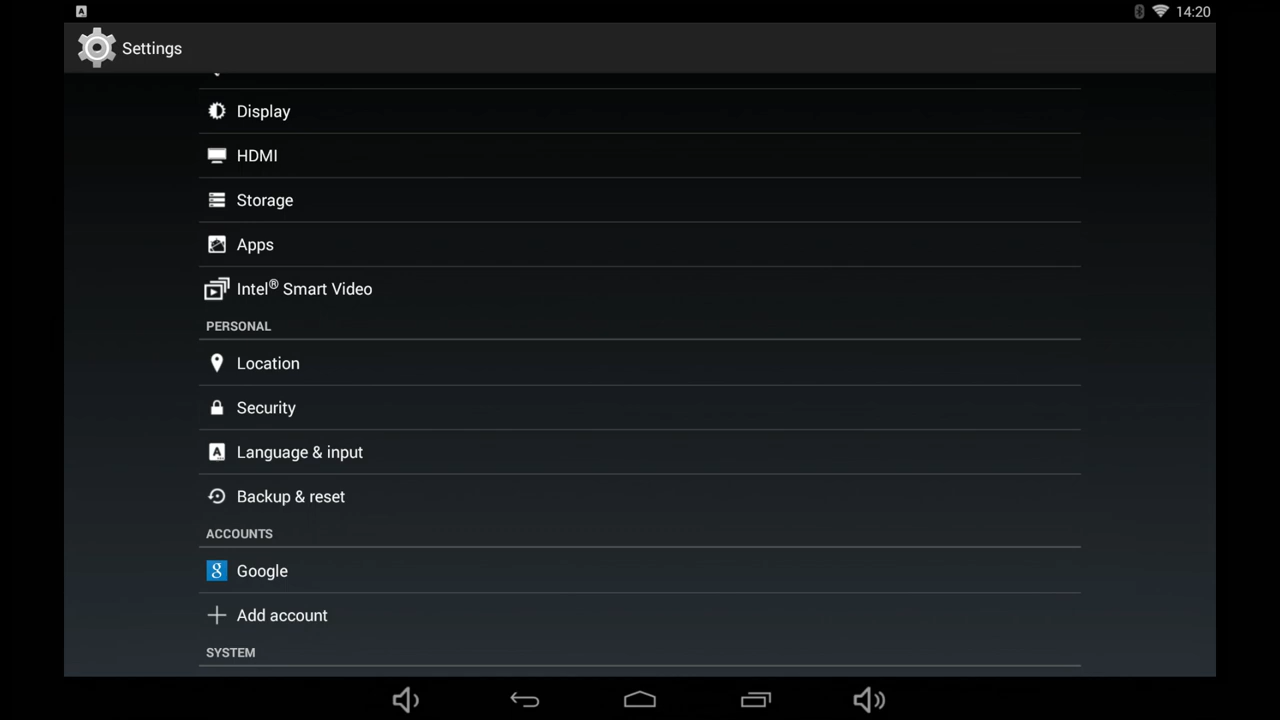 14:20
Settings
Display
HDMI
Storage
Apps
Intel® Smart Video
PERSONAL
Location
Security
Language & input
Backup & reset
ACCOUNTS
Google
Add account
SYSTEM